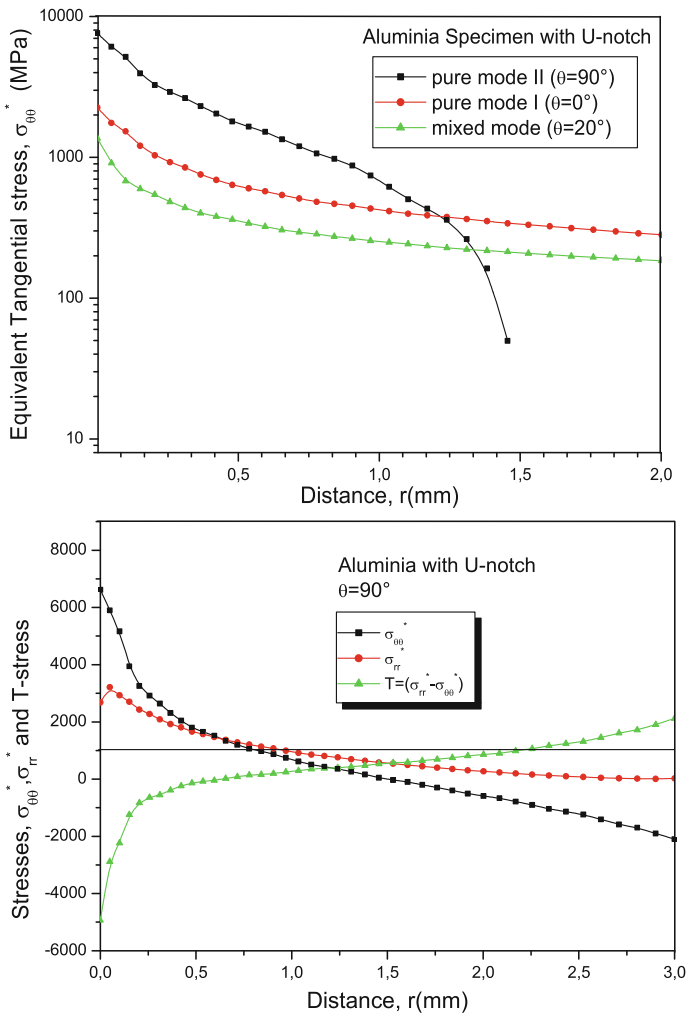 10000
1000
100
10
Equivalent Tangential stress, σθθ* (MPa)
Aluminia Specimen with U-notch
pure mode II (θ=90°)
pure mode I (θ=0°)
mixed mode (θ=20°)
0,5
1,0
1,5
2,0
Distance, r(mm)
8000
6000
4000
2000
0
-2000
-4000
-6000
Stresses, σθθ*,σrr* and T-stress
Aluminia with U-notch
θ=90°
σθθ*
σrr*
T=(σrr*-σθθ*)
0,0
0,5
1,0
1,5
2,0
2,5
3,0
Distance, r(mm)